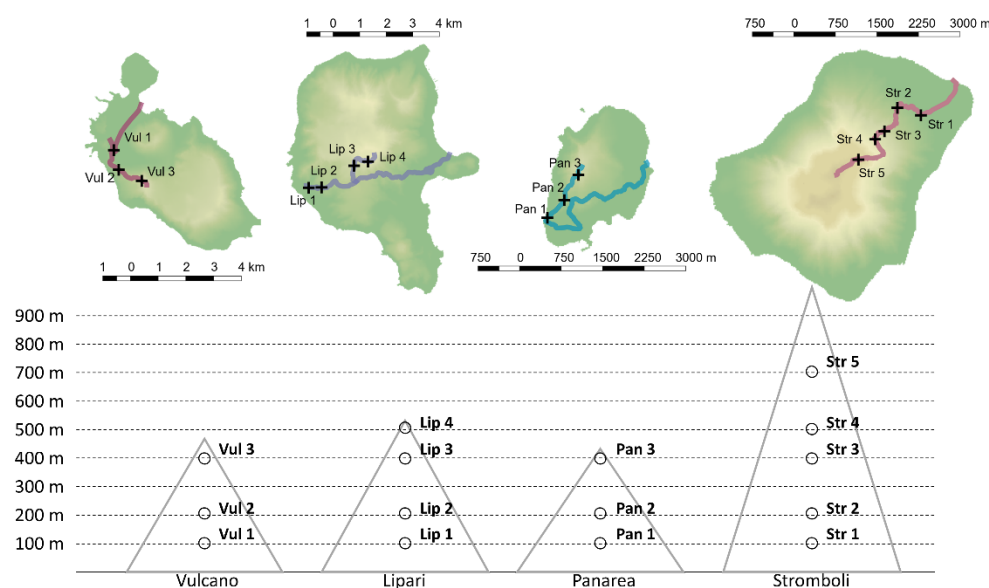 1 0 1 2 4 km
750 0 750 1500 2250 3000 m
Vul 1
Vul 2
Vul 3
1 0 1 2 4 km
Lip 3
Lip 4
Lip 2
Lip 1
Pan 3
Pan 2
Pan 1
750 0 1500 3000 m
Str 2
Str 1
Str 3
Str 4
Str 5
900 m
800 m
700 m
Str 5
600 m
500 m
Lip 4
Str 4
400 m
Vul 3
Lip 3
Pan 3
Str 3
300 m
200 m
Vul 2
Lip 2
Pan 2
Str 2
100 m
Vul 1
Lip 1
Pan 1
Str 1
Vulcano
Lipari
Panarea
Stromboli